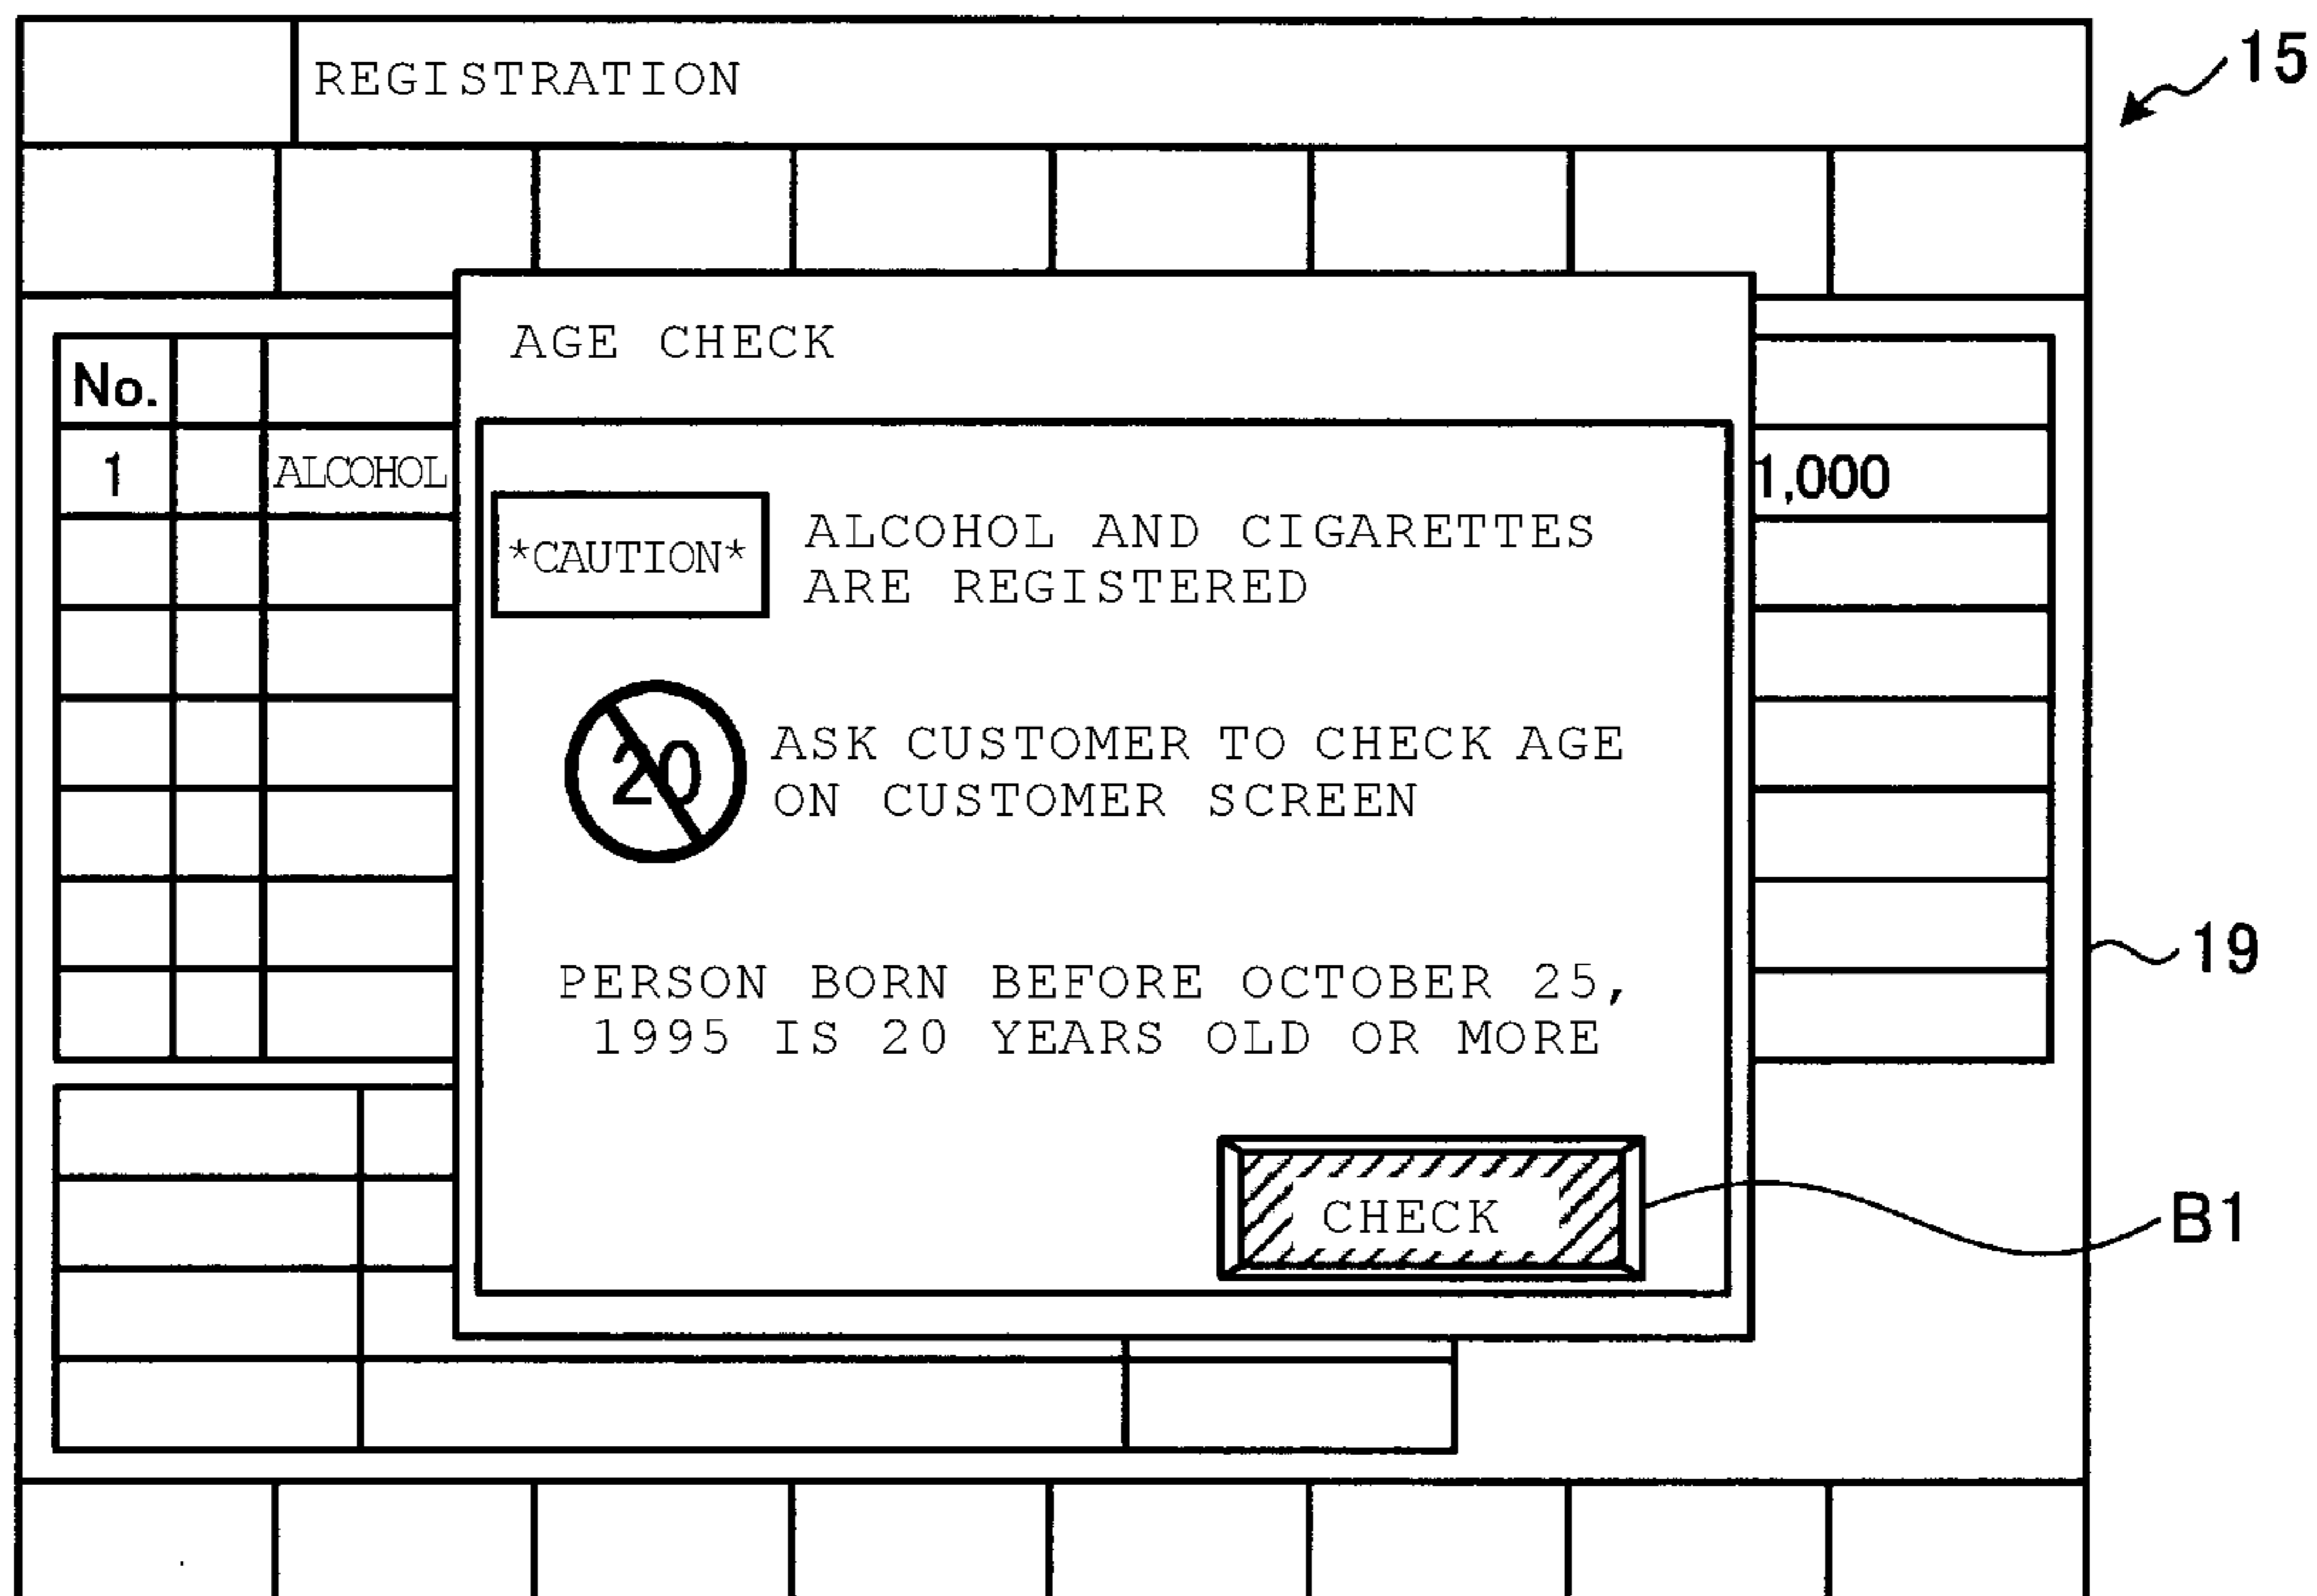 15
REGISTRATION
AGE CHECK
No.
1 ALCOHOL 1,000
*CAUTION* ALCOHOL AND CIGARETTES
ARE REGISTERED
20 ASK CUSTOMER TO CHECK AGE
ON CUSTOMER SCREEN
19
PERSON BORN BEFORE OCTOBER 25,
1995 IS 20 YEARS OLD OR MORE
CHECK
B1